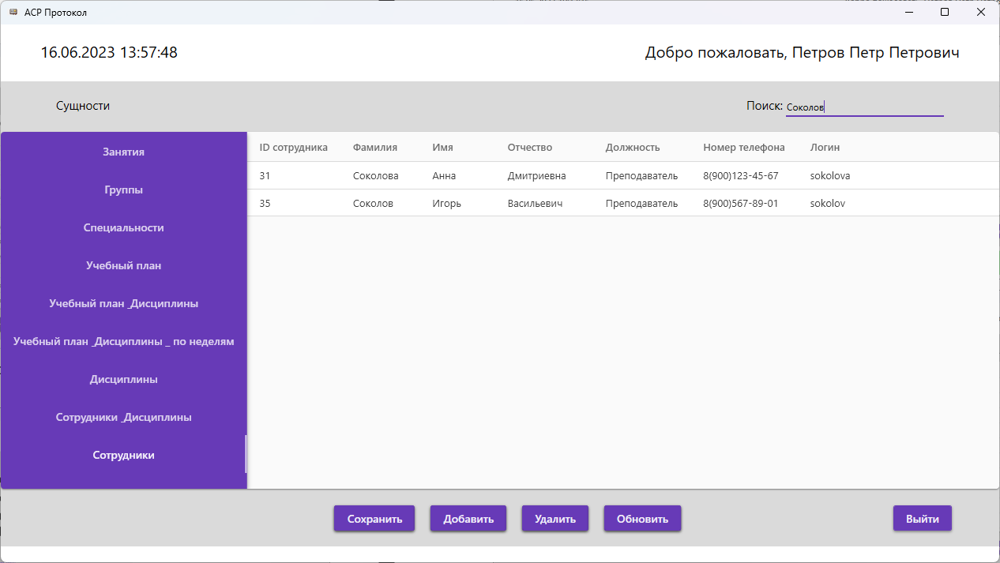 АСР Протокол
16.06.2023 13:57:48
Добро пожаловать, Петров Петр Петрович
Сущности
Поиск: Соколов
Занятия
Группы
Специальности
Учебный план
Учебный план _Дисциплины
Учебный план _Дисциплины _ по неделям
Дисциплины
Сотрудники _Дисциплины
Сотрудники
ID сотрудника Фамилия Имя Отчество Должность Номер телефона Логин
31 Соколова Анна Дмитриевна Преподаватель 8(900)123-45-67 sokolova
35 Соколов Игорь Васильевич Преподаватель 8(900)567-89-01 sokolov
Сохранить Добавить Удалить Обновить Выйти